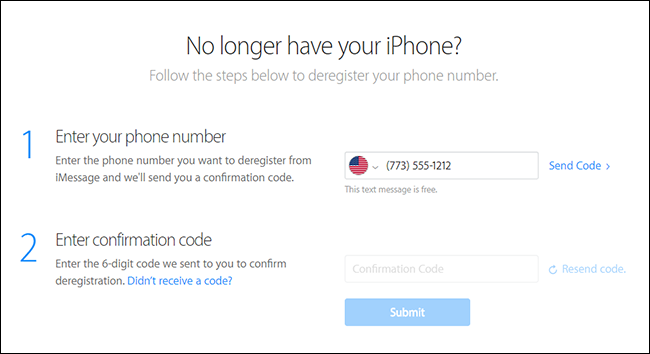 No longer have your iPhone?
Follow the steps below to deregister your phone number.
1
Enter your phone number
Enter the phone number you want to deregister from
iMessage and we'll send you a confirmation code.
(773) 555-1212
Send Code >
This text message is free.
2
Enter confirmation code
Enter the 6-digit code we sent to you to confirm
deregistration. Didn't receive a code?
Confirmation Code
Resend code.
Submit